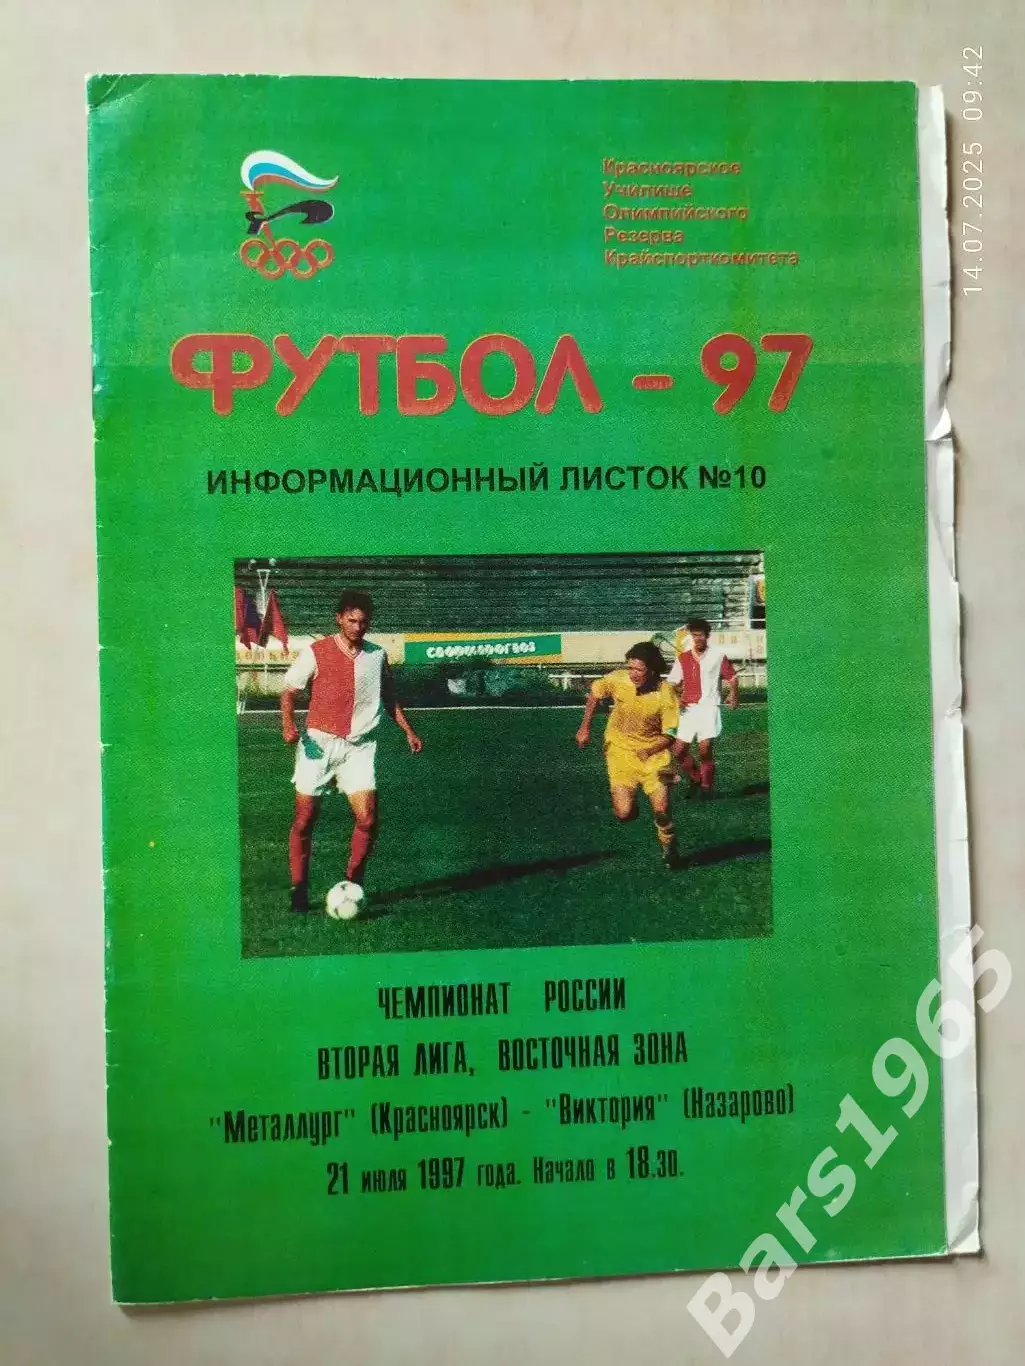 Красноярское
Училище
Олимпийского
Резерва
Крайспорткомитета
ФУТБОЛ - 97
ИНФОРМАЦИОННЫЙ ЛИСТОК №10
Спортпрогноз
ЧЕМПИОНАТ РОССИИ
ВТОРАЯ ЛИГА, ВОСТОЧНАЯ ЗОНА
"Металлург" (Красноярск) - "Виктория" (Назарово)
21 июля 1997 года. Начало в 18.30.
14.07.2025 09:42
Bars1965